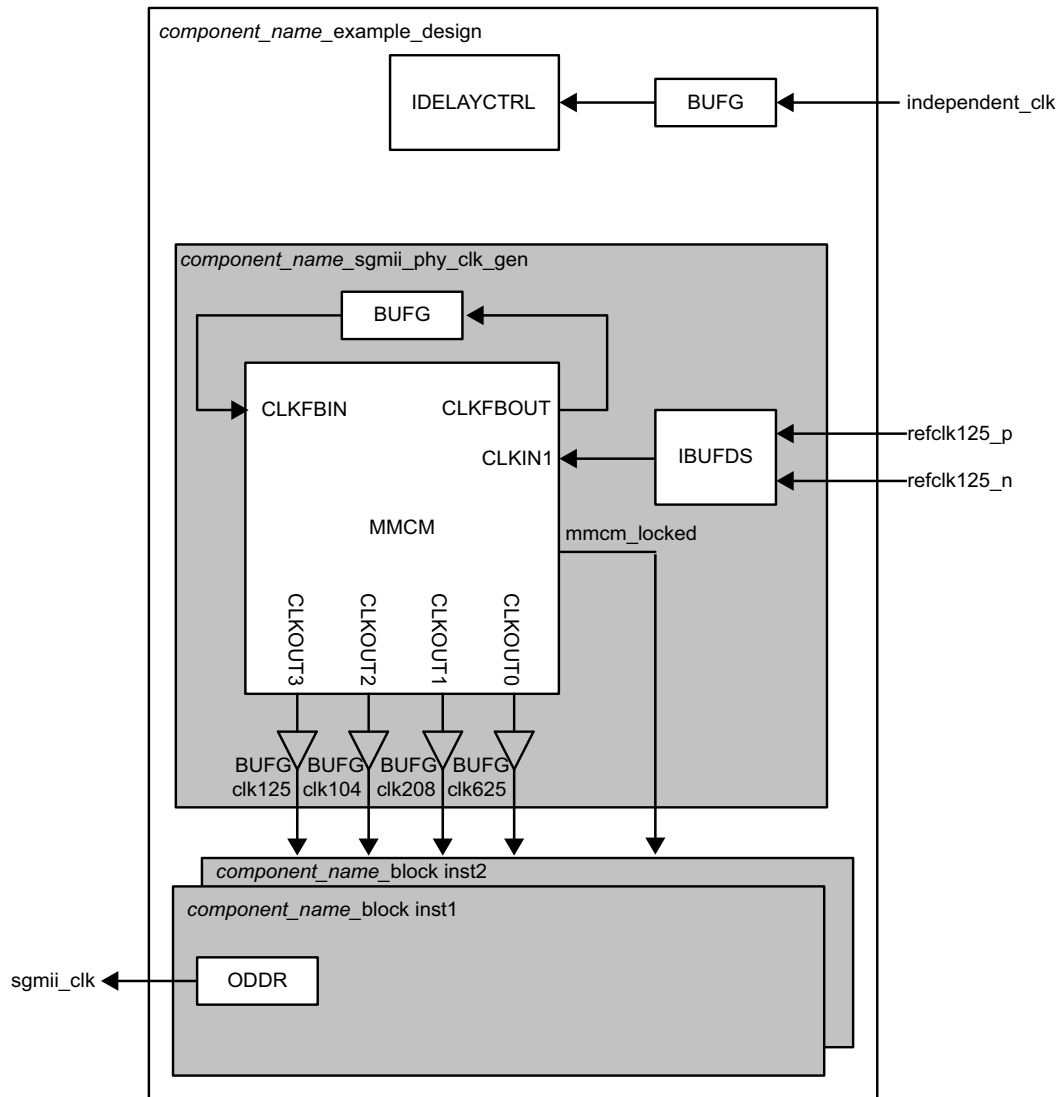 component_name_example_design
IDELAYCTRL
BUFG
independent_clk
component_name_sgmii_phy_clk_gen
BUFG
CLKFBIN
CLKFBOUT
CLKIN1
IBUFDS
refclk125_p
refclk125_n
MMCM
mmcm_locked
CLKOUT3
CLKOUT2
CLKOUT1
CLKOUT0
BUFG BUFG BUFG BUFG
clk125 clk104 clk208 clk625
component_name_block inst2
component_name_block inst1
sgmii_clk
ODDR